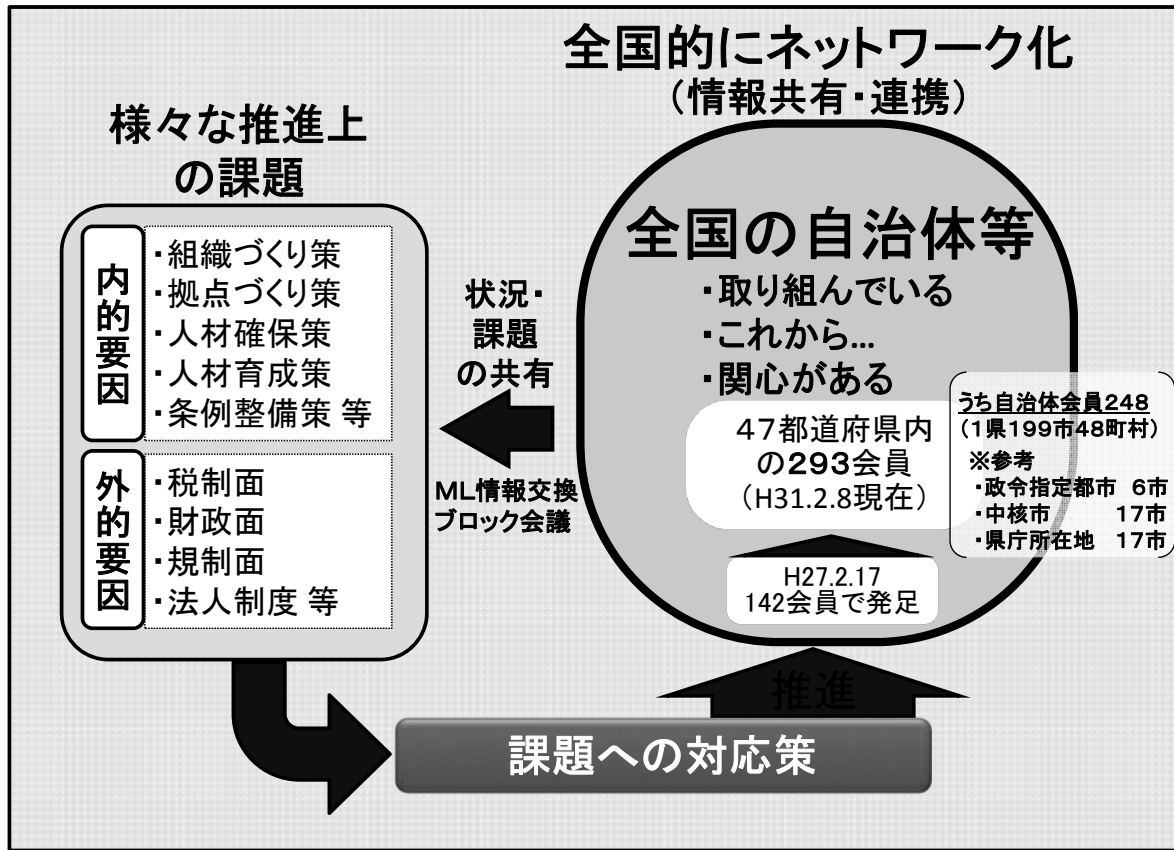 全国的にネットワーク化
（情報共有・連携）
様々な推進上
の課題
内的要因
・組織づくり策
・拠点づくり策
・人材確保策
・人材育成策
・条例整備策 等
外的要因
・税制面
・財政面
・規制面
・法人制度 等
状況・
課題
の共有
ＭＬ情報交換
ブロック会議
全国の自治体等
・取り組んでいる
・これから…
・関心がある
４７都道府県内
の２９３会員
（H31.2.8現在）
うち自治体会員２４８
（１県１９９市４８町村）
※参考
・政令指定都市 ６市
・中核市 １７市
・県庁所在地 １７市
H27.2.17
142会員で発足
推進
課題への対応策